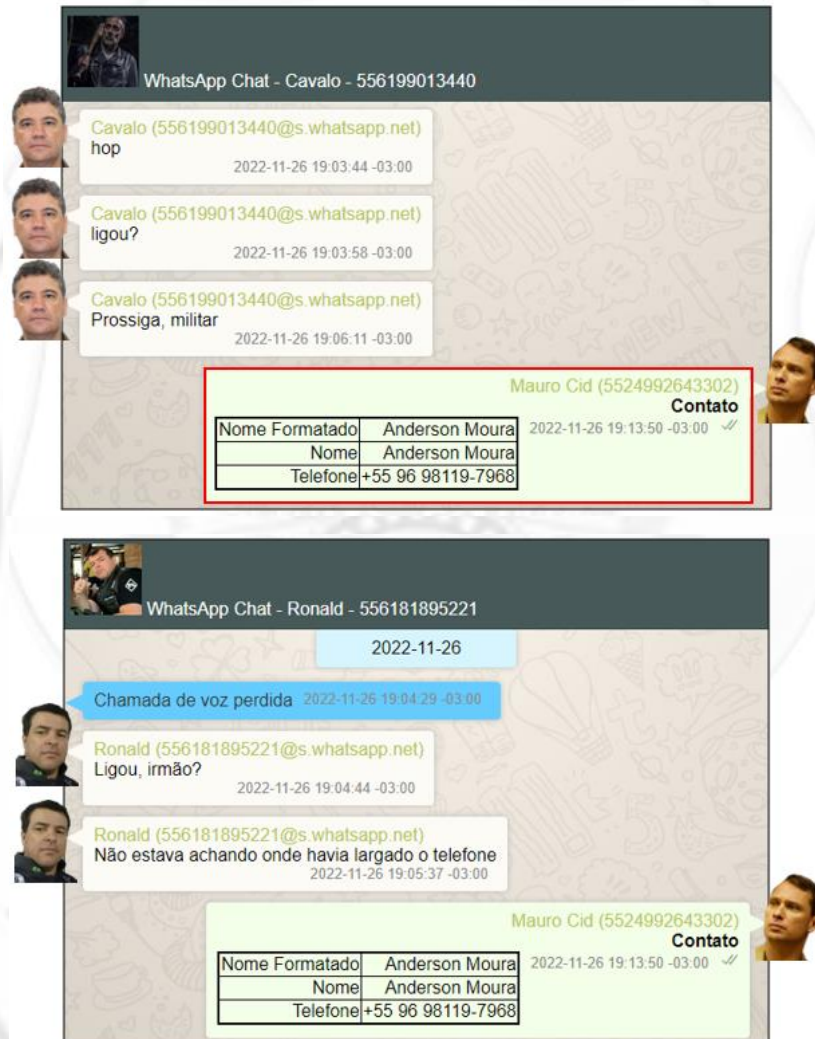 WhatsApp Chat - Cavalo - 556199013440
Cavalo (556199013440@s.whatsapp.net)
hop
2022-11-26 19:03:44 -03:00
Cavalo (556199013440@s.whatsapp.net)
ligou?
2022-11-26 19:03:58 -03:00
Cavalo (556199013440@s.whatsapp.net)
Prossiga, militar
2022-11-26 19:06:11 -03:00
Mauro Cid (5524992643302)
Contato
Nome Formatado Anderson Moura 2022-11-26 19:13:50 -03:00
Nome Anderson Moura
Telefone +55 96 98119-7968
WhatsApp Chat - Ronald - 556181895221
2022-11-26
Chamada de voz perdida 2022-11-26 19:04:29 -03:00
Ronald (556181895221@s.whatsapp.net)
Ligou, irmão?
2022-11-26 19:04:44 -03:00
Ronald (556181895221@s.whatsapp.net)
Não estava achando onde havia largado o telefone
2022-11-26 19:05:37 -03:00
Mauro Cid (5524992643302)
Contato
Nome Formatado Anderson Moura 2022-11-26 19:13:50 -03:00
Nome Anderson Moura
Telefone +55 96 98119-7968